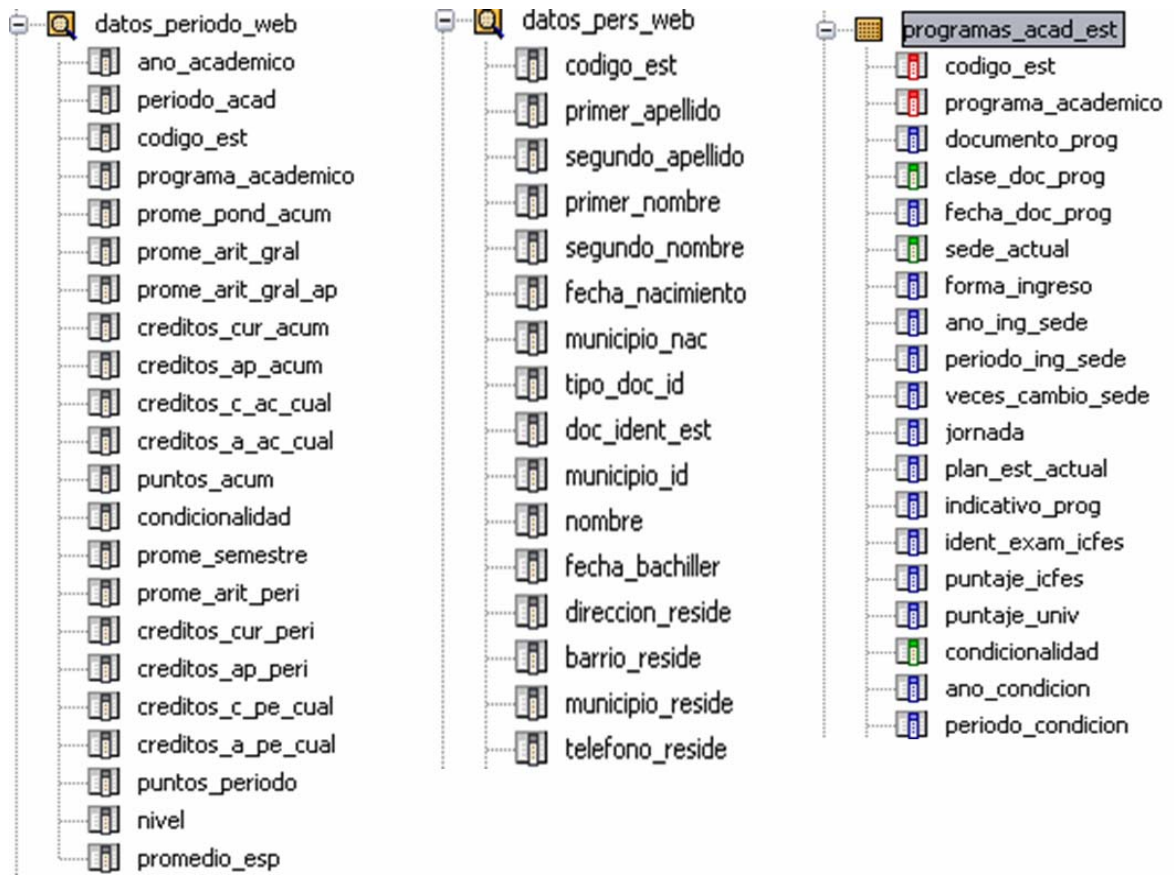 datos_periodo_web
ano_academico
periodo_acad
codigo_est
programa_academico
prome_pond_acum
prome_arit_gral
prome_arit_gral_ap
creditos_cur_acum
creditos_ap_acum
creditos_c_ac_cual
creditos_a_ac_cual
puntos_acum
condicionalidad
prome_semestre
prome_arit_peri
creditos_cur_peri
creditos_ap_peri
creditos_c_pe_cual
creditos_a_pe_cual
puntos_periodo
nivel
promedio_esp
datos_pers_web
codigo_est
primer_apellido
segundo_apellido
primer_nombre
segundo_nombre
fecha_nacimiento
municipio_nac
tipo_doc_id
doc_ident_est
municipio_id
nombre
fecha_bachiller
direccion_reside
barrio_reside
municipio_reside
telefono_reside
programas_acad_est
codigo_est
programa_academico
documento_prog
clase_doc_prog
fecha_doc_prog
sede_actual
forma_ingreso
ano_ing_sede
periodo_ing_sede
veces_cambio_sede
jornada
plan_est_actual
indicativo_prog
ident_exam_icfes
puntaje_icfes
puntaje_univ
condicionalidad
ano_condicion
periodo_condicion